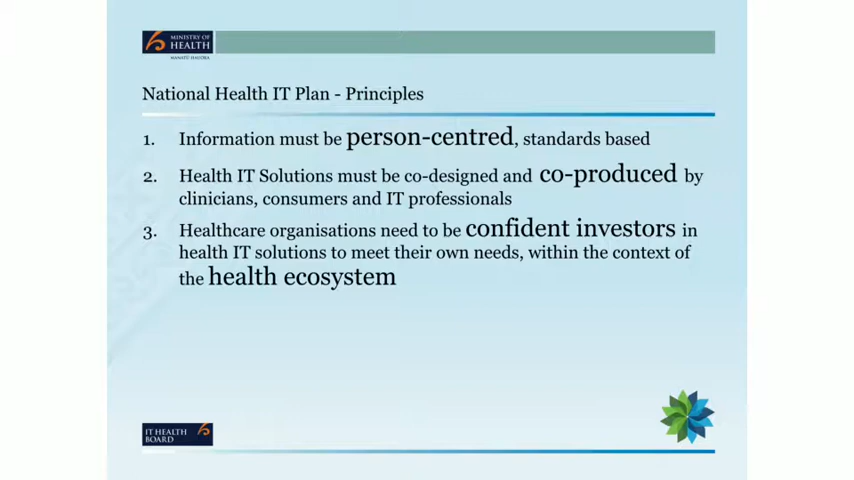 MINISTRY OF
HEALTH
MANATŪ HAUORA
National Health IT Plan - Principles
1. Information must be person-centred, standards based
2. Health IT Solutions must be co-designed and co-produced by
clinicians, consumers and IT professionals
3. Healthcare organisations need to be confident investors in
health IT solutions to meet their own needs, within the context of
the health ecosystem
IT HEALTH
BOARD